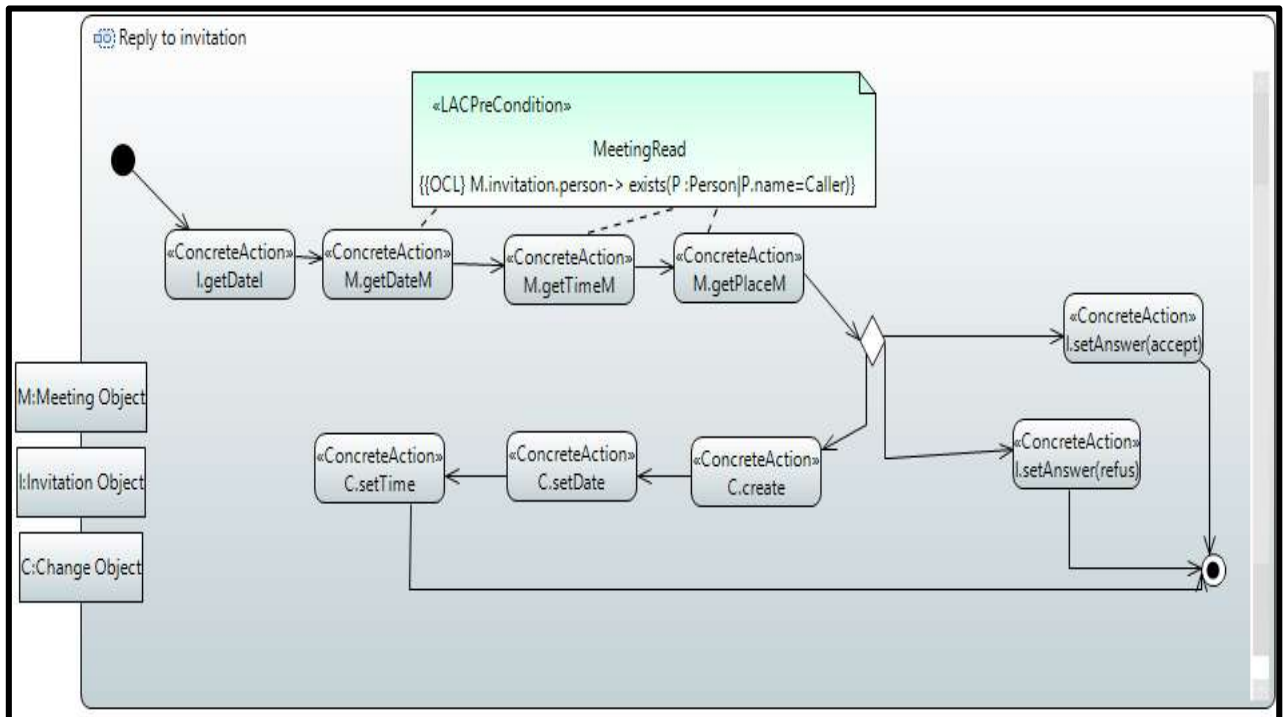 Reply to invitation
«LACPreCondition»
MeetingRead
{{OCL} M.invitation.person-> exists(P :Person|P.name=Caller)}
«ConcreteAction»
I.getDateI
«ConcreteAction»
M.getDateM
«ConcreteAction»
M.getTimeM
«ConcreteAction»
M.getPlaceM
«ConcreteAction»
I.setAnswer(accept)
M:Meeting Object
I:Invitation Object
C:Change Object
«ConcreteAction»
C.setTime
«ConcreteAction»
C.setDate
«ConcreteAction»
C.create
«ConcreteAction»
I.setAnswer(refus)